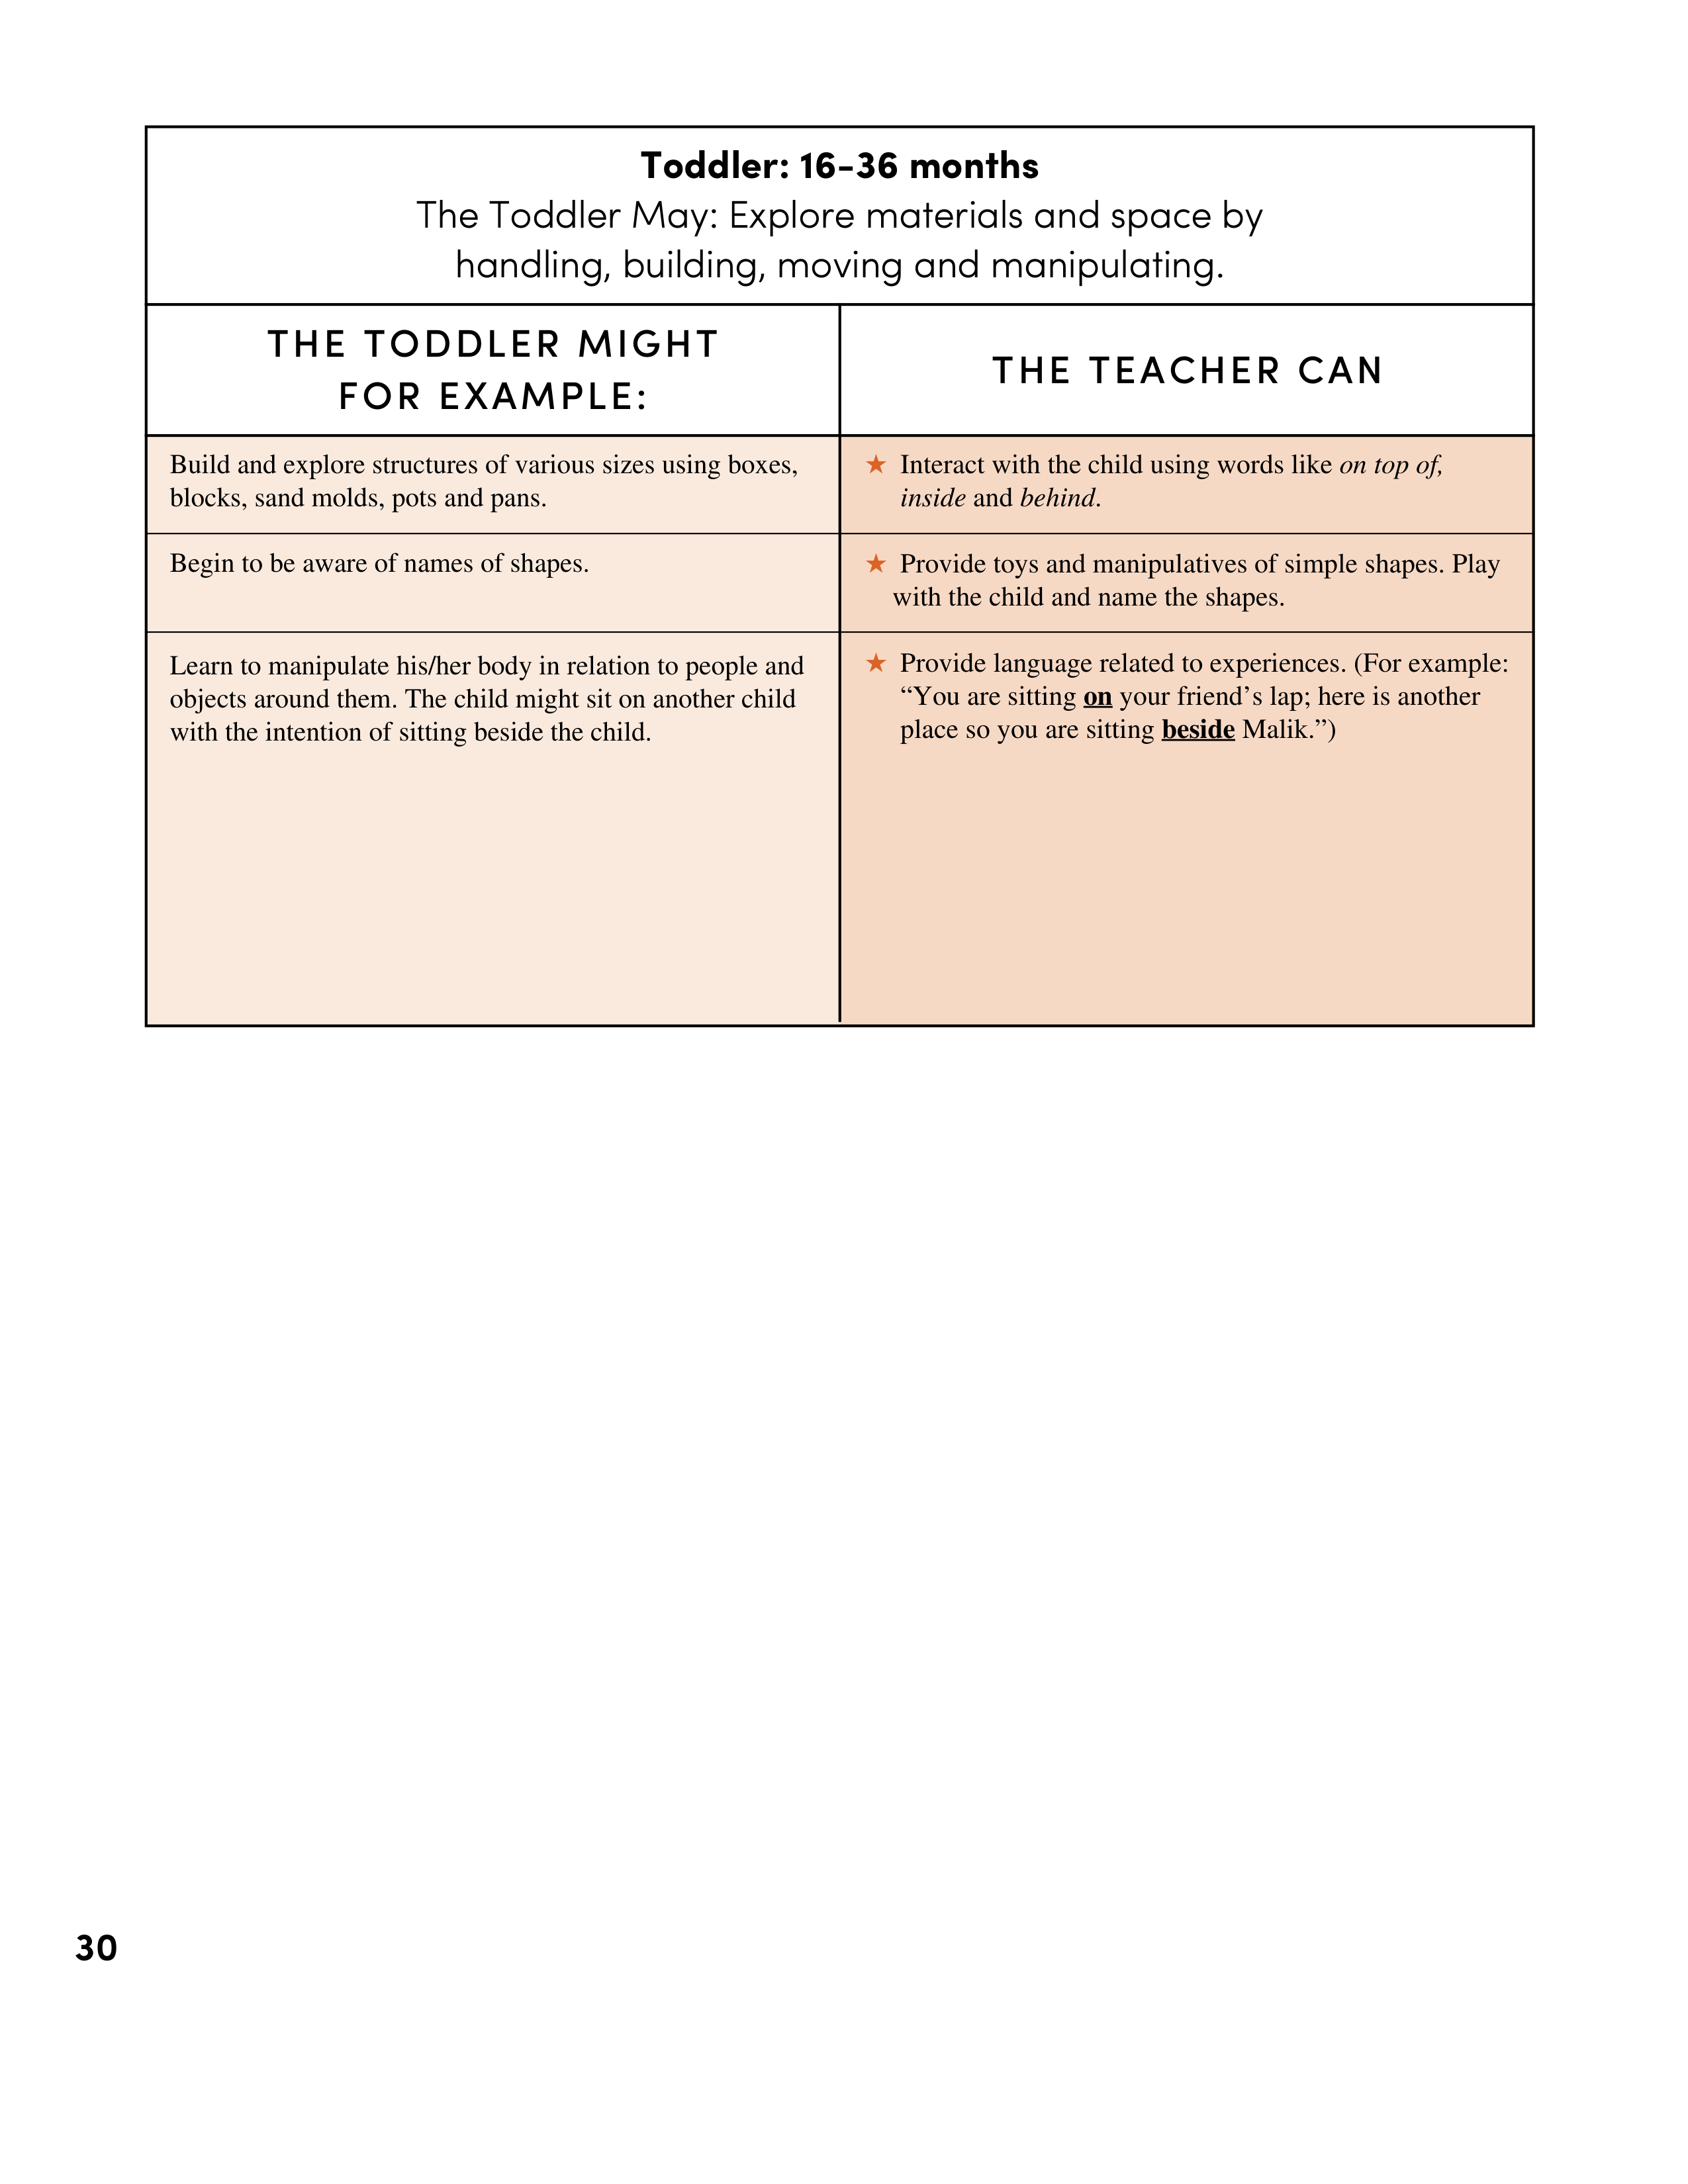 Toddler: 16-36 months
The Toddler May: Explore materials and space by
handling, building, moving and manipulating.
THE TODDLER MIGHT
FOR EXAMPLE:
THE TEACHER CAN
Build and explore structures of various sizes using boxes,
blocks, sand molds, pots and pans.
★ Interact with the child using words like on top of,
inside and behind.
Begin to be aware of names of shapes.
★ Provide toys and manipulatives of simple shapes. Play
with the child and name the shapes.
Learn to manipulate his/her body in relation to people and
objects around them. The child might sit on another child
with the intention of sitting beside the child.
★ Provide language related to experiences. (For example:
“You are sitting on your friend’s lap; here is another
place so you are sitting beside Malik.”)
30